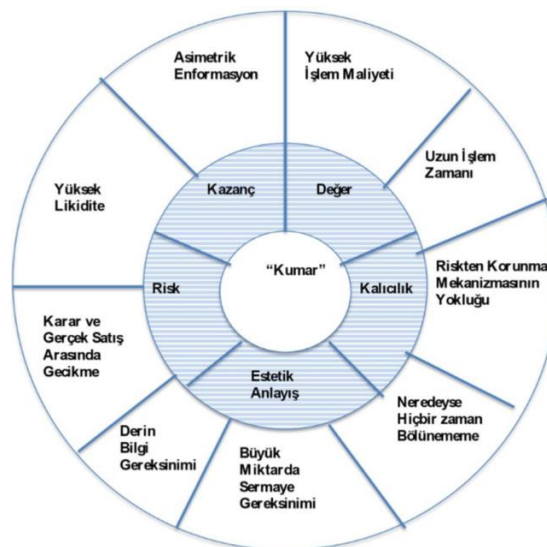 Asimetrik
Enformasyon
Yüksek
İşlem Maliyeti
Uzun İşlem
Zamanı
Riskten Korunma
Mekanizmasının
Yokluğu
Neredeyse
Hiçbir zaman
Bölünememe
Büyük
Miktarda
Sermaye
Gereksinimi
Derin
Bilgi
Gereksinimi
Karar ve
Gerçek Satış
Arasında
Gecikme
Yüksek
Likidite
Kazanç
Değer
Kalıcılık
Estetik
Anlayış
Risk
“Kumar”